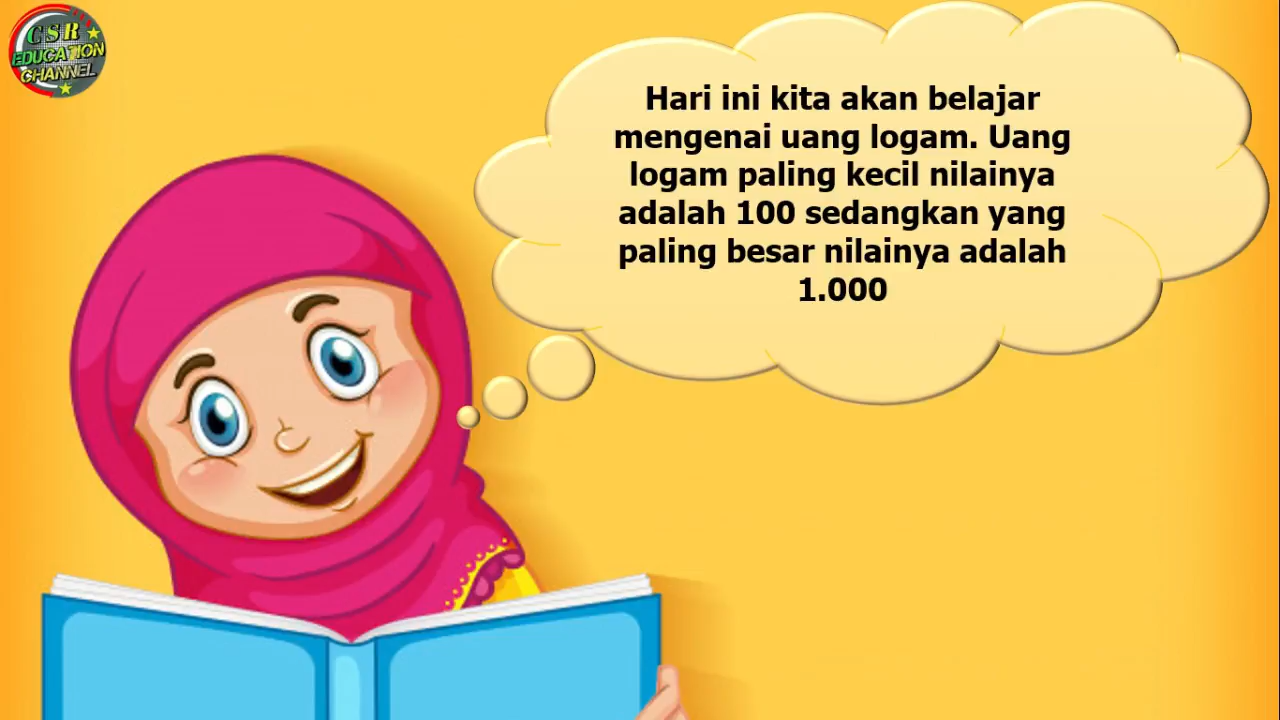 CSR
EDUCATION
CHANNEL
Hari ini kita akan belajar
mengenai uang logam. Uang
logam paling kecil nilainya
adalah 100 sedangkan yang
paling besar nilainya adalah
1.000